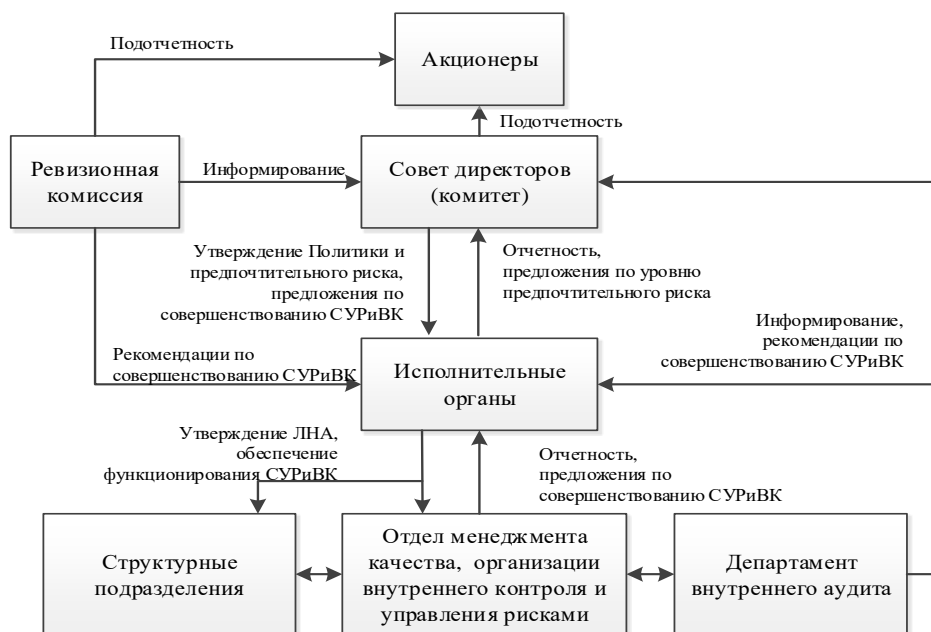 Подотчетность
Акционеры
Подотчетность
Ревизионная
комиссия
Информирование
Совет директоров
(комитет)
Утверждение Политики и
предпочтительного риска,
предложения по
совершенствованию СУРиВК
Отчетность,
предложения по уровню
предпочтительного риска
Информирование,
рекомендации по
совершенствованию СУРиВК
Рекомендации по
совершенствованию СУРиВК
Исполнительные
органы
Утверждение ЛНА,
обеспечение
функционирования СУРиВК
Отчетность,
предложения по
совершенствованию СУРиВК
Структурные
подразделения
Отдел менеджмента
качества, организации
внутреннего контроля и
управления рисками
Департамент
внутреннего аудита